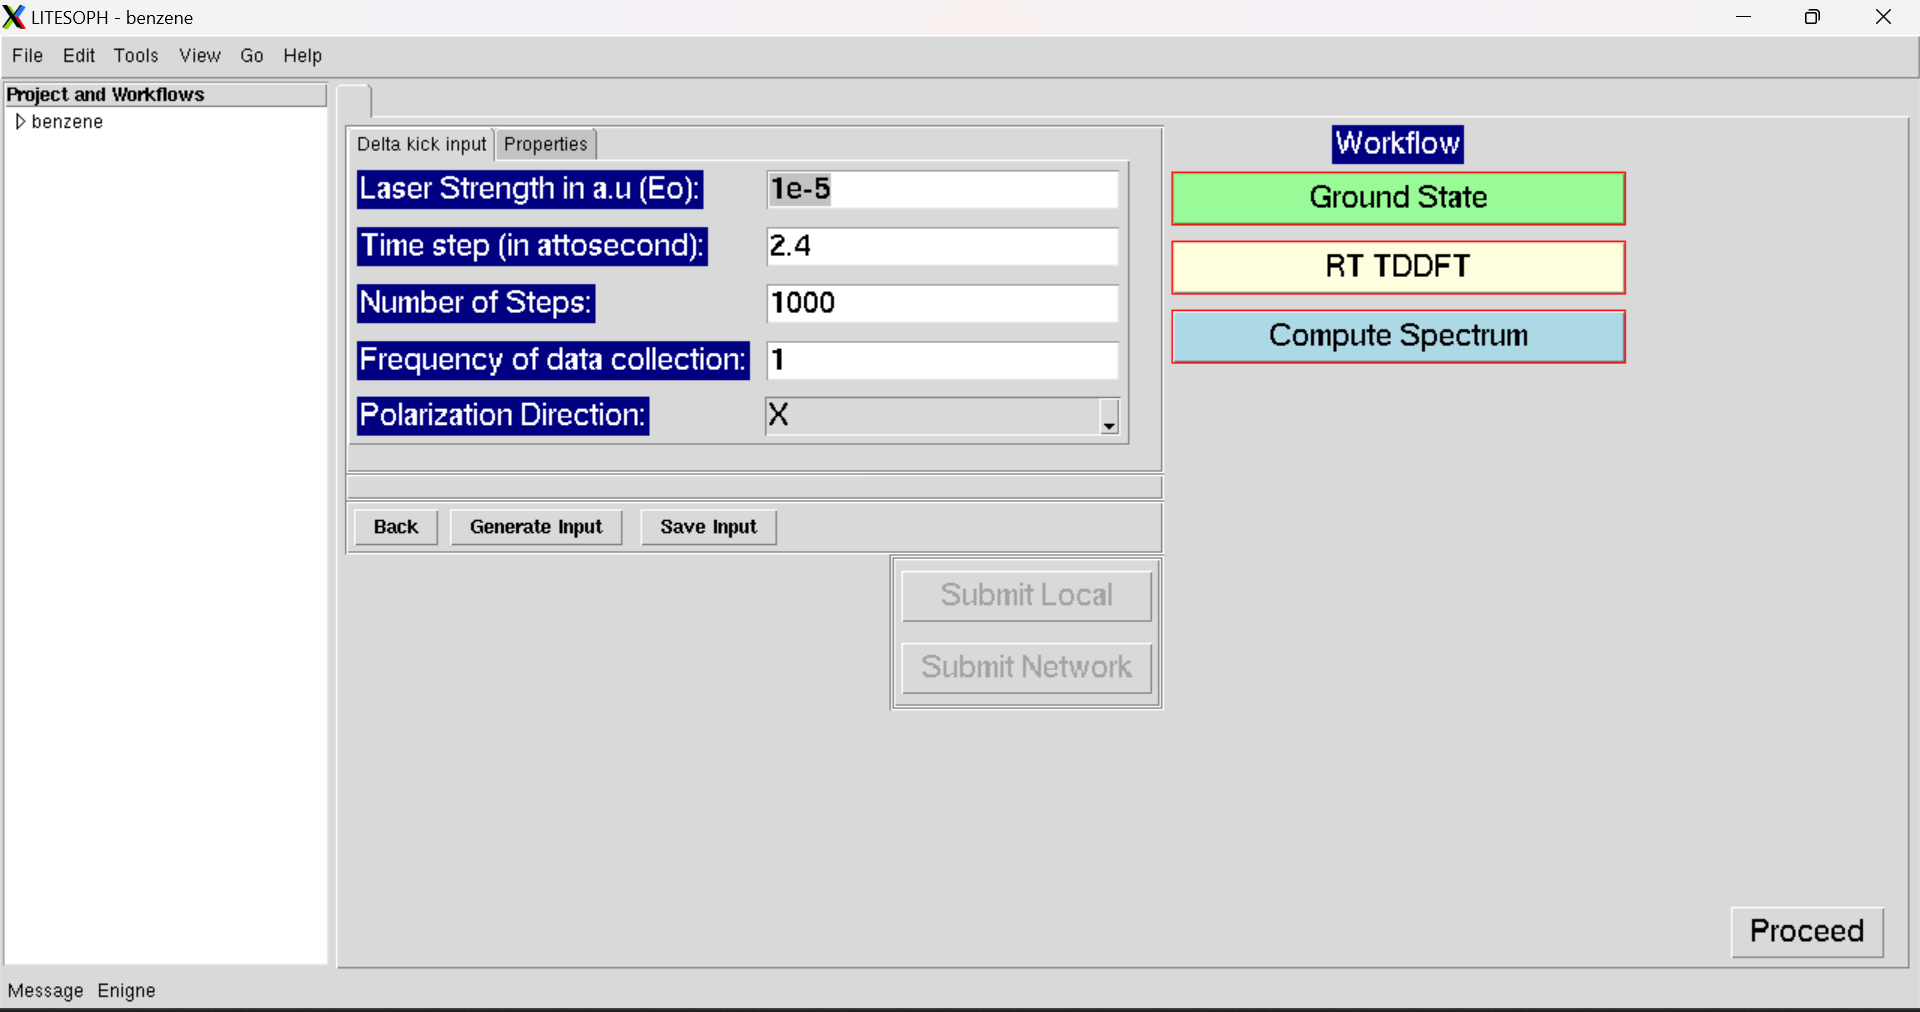 LITESOPH - benzene
File Edit Tools View Go Help
Project and Workflows
benzene
Delta kick input Properties
Laser Strength in a.u (Eo): 1e-5
Time step (in attosecond): 2.4
Number of Steps: 1000
Frequency of data collection: 1
Polarization Direction: X
Back Generate Input Save Input
Submit Local
Submit Network
Workflow
Ground State
RT TDDFT
Compute Spectrum
Proceed
Message Enigne